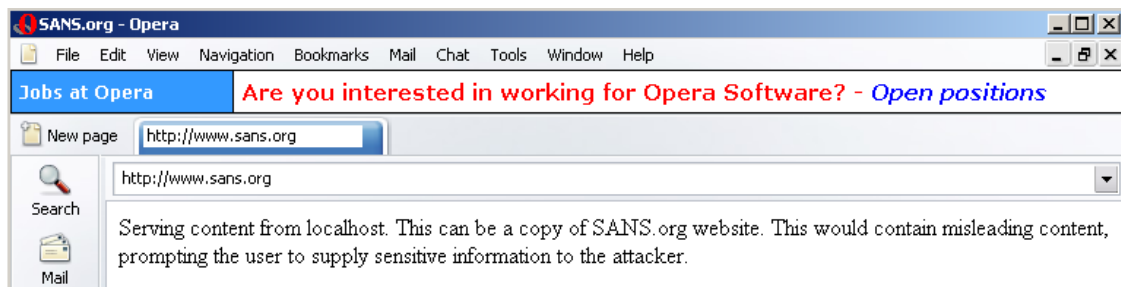 SANS.org - Opera
File Edit View Navigation Bookmarks Mail Chat Tools Window Help
Jobs at Opera Are you interested in working for Opera Software? - Open positions
New page http://www.sans.org
http://www.sans.org
Search
Serving content from localhost. This can be a copy of SANS.org website. This would contain misleading content,
prompting the user to supply sensitive information to the attacker.
Mail